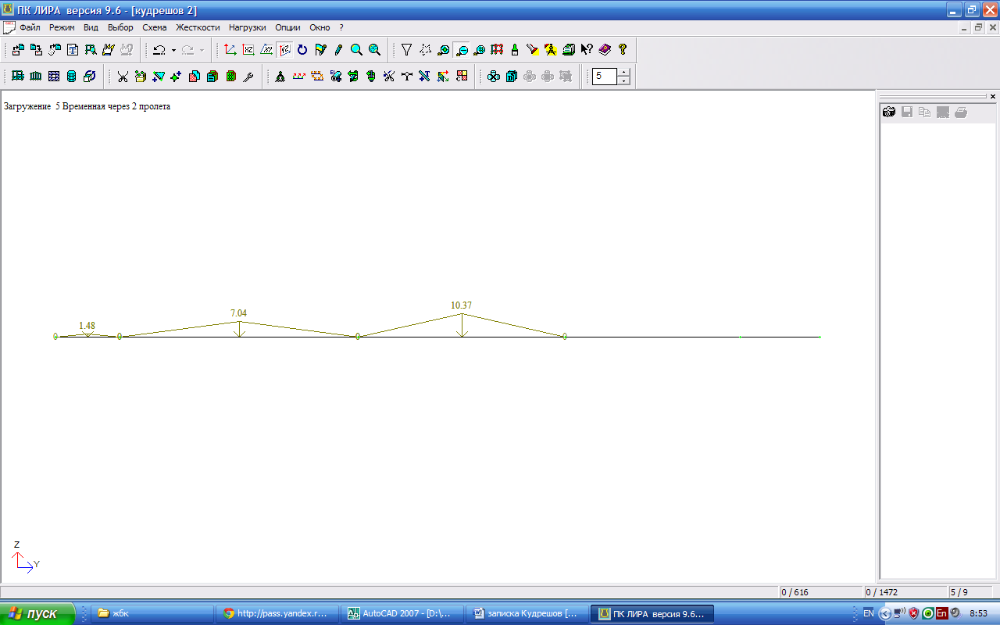 ПК ЛИРА версия 9.6 - [кудрешов 2]
Файл Режим Вид Выбор Схема Жесткости Нагрузки Опции Окно ?
5
Загружение 5 Временная через 2 пролета
10.37
7.04
1.48
0 0 0 0
Z
Y
0 / 616 0 / 1472 5 / 9
пуск жбк http://pass.yandex.r... AutoCAD 2007 - [D:\... записка Кудрешов [... ПК ЛИРА версия 9.6... EN En 8:53